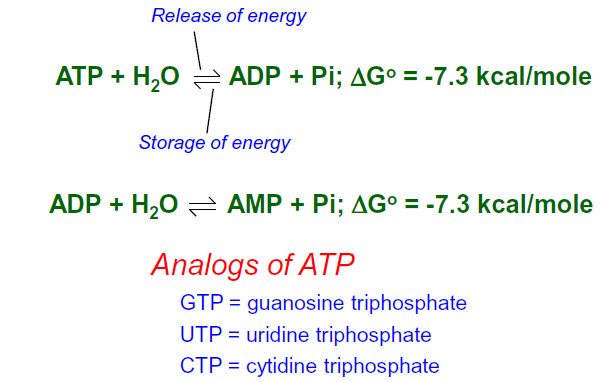 Release of energy
ATP + H₂O ⇌ ADP + Pi; ΔGº = -7.3 kcal/mole
Storage of energy
ADP + H₂O ⇌ AMP + Pi; ΔGº = -7.3 kcal/mole
Analogs of ATP
GTP = guanosine triphosphate
UTP = uridine triphosphate
CTP = cytidine triphosphate